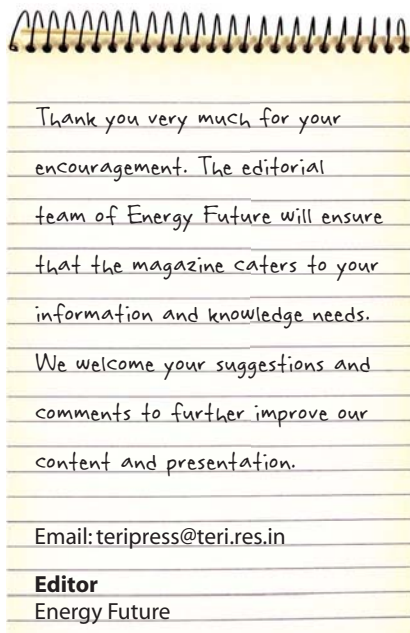 Thank you very much for your
encouragement. The editorial
team of Energy Future will ensure
that the magazine caters to your
information and knowledge needs.
We welcome your suggestions and
comments to further improve our
content and presentation.
Email: teripress@teri.res.in
Editor
Energy Future